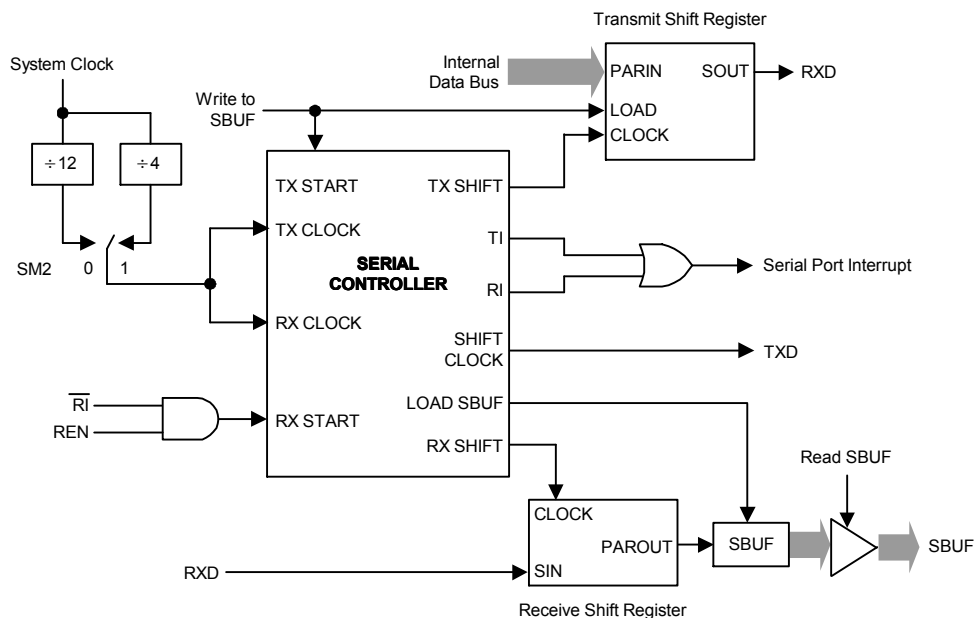 Transmit Shift Register
System Clock
Internal
Data Bus
PARIN
SOUT
RXD
Write to
SBUF
LOAD
CLOCK
÷12
÷4
TX START
TX SHIFT
TX CLOCK
TI
SM2
0
1
SERIAL
CONTROLLER
Serial Port Interrupt
RI
RX CLOCK
SHIFT
CLOCK
TXD
RI
REN
RX START
LOAD SBUF
RX SHIFT
Read SBUF
CLOCK
PAROUT
SBUF
SBUF
RXD
SIN
Receive Shift Register